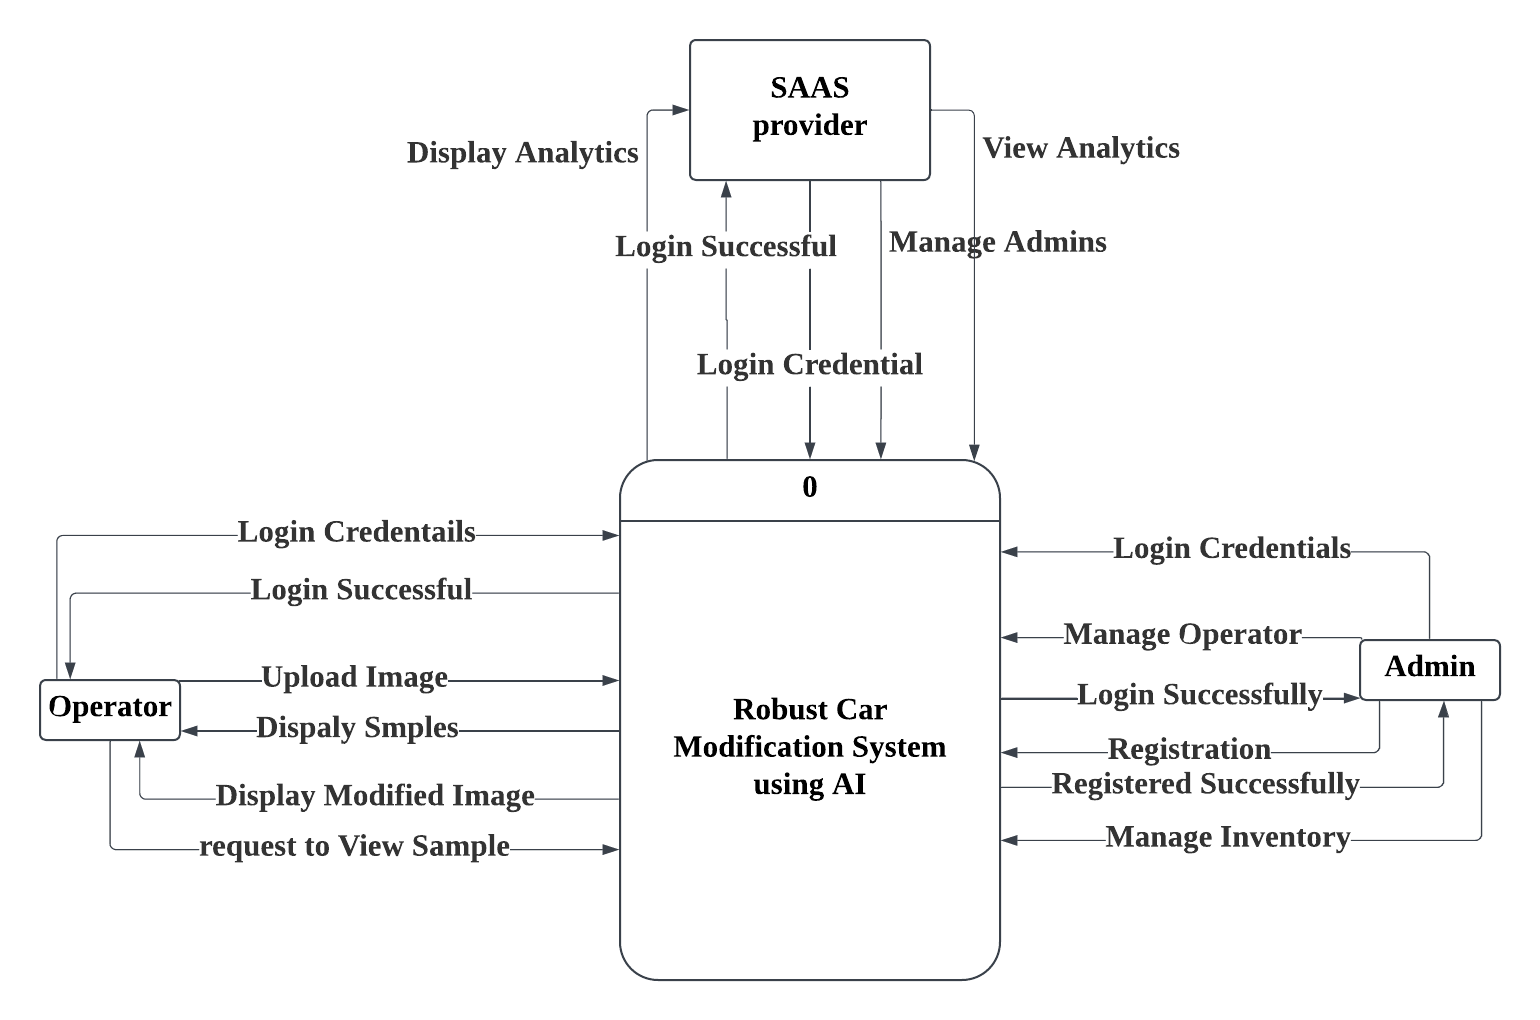 SAAS
provider
Display Analytics
View Analytics
Login Successful
Manage Admins
Login Credential
0
Login Credentails
Login Successful
Upload Image
Operator
Dispaly Smples
Display Modified Image
request to View Sample
Robust Car
Modification System
using AI
Login Credentials
Manage Operator
Admin
Login Successfully
Registration
Registered Successfully
Manage Inventory